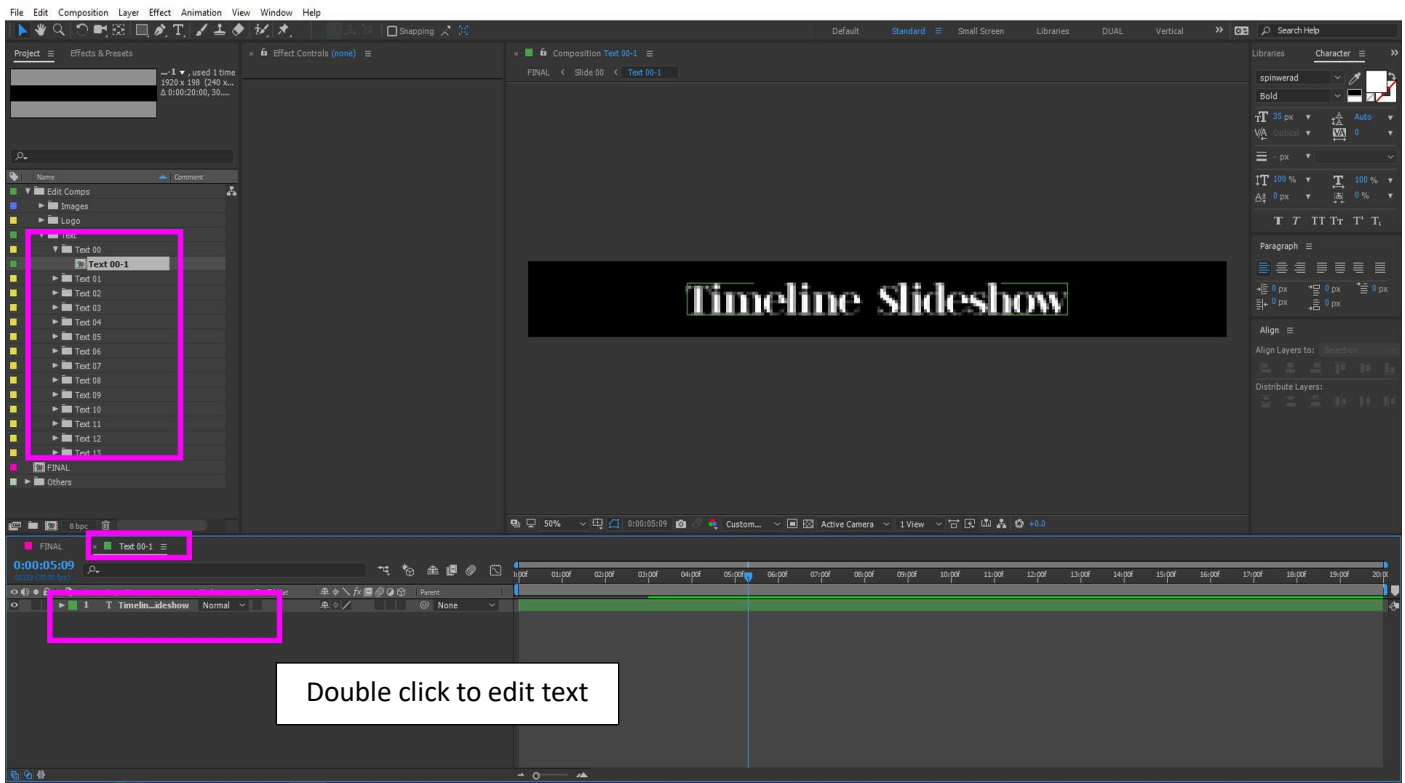 File Edit Composition Layer Effect Animation View Window Help
Snapping
Default Standard Small Screen Libraries DUAL Vertical Search Help
Project Effects & Presets
Effect Controls (none)
Composition Text 00-1
Libraries Character
...-1 , used 1 time
1920 x 198 (240 x...
Δ 0:00:20:00, 30....
FINAL Slide 00 Text 00-1
spinwerad
Bold
35 px Auto
Optical 0
- px
100 % 100 %
0 px 0 %
T T TT Tr T' T,
Name Comment
Edit Comps
Images
Logo
Text
Text 00
Text 00-1
Text 01
Text 02
Text 03
Text 04
Text 05
Text 06
Text 07
Text 08
Text 09
Text 10
Text 11
Text 12
Text 13
FINAL
Others
8 bpc
Timeline Slideshow
Paragraph
0 px 0 px 0 px
0 px 0 px
Align
Align Layers to: Selection
Distribute Layers:
50% 0:00:05:09 Custom... Active Camera 1 View +0.0
FINAL Text 00-1
0:00:05:09
01:00f 02:00f 03:00f 04:00f 05:00f 06:00f 07:00f 08:00f 09:00f 10:00f 11:00f 12:00f 13:00f 14:00f 15:00f 16:00f 17:00f 18:00f 19:00f
Parent
1 T Timelin...ideshow Normal None
Double click to edit text